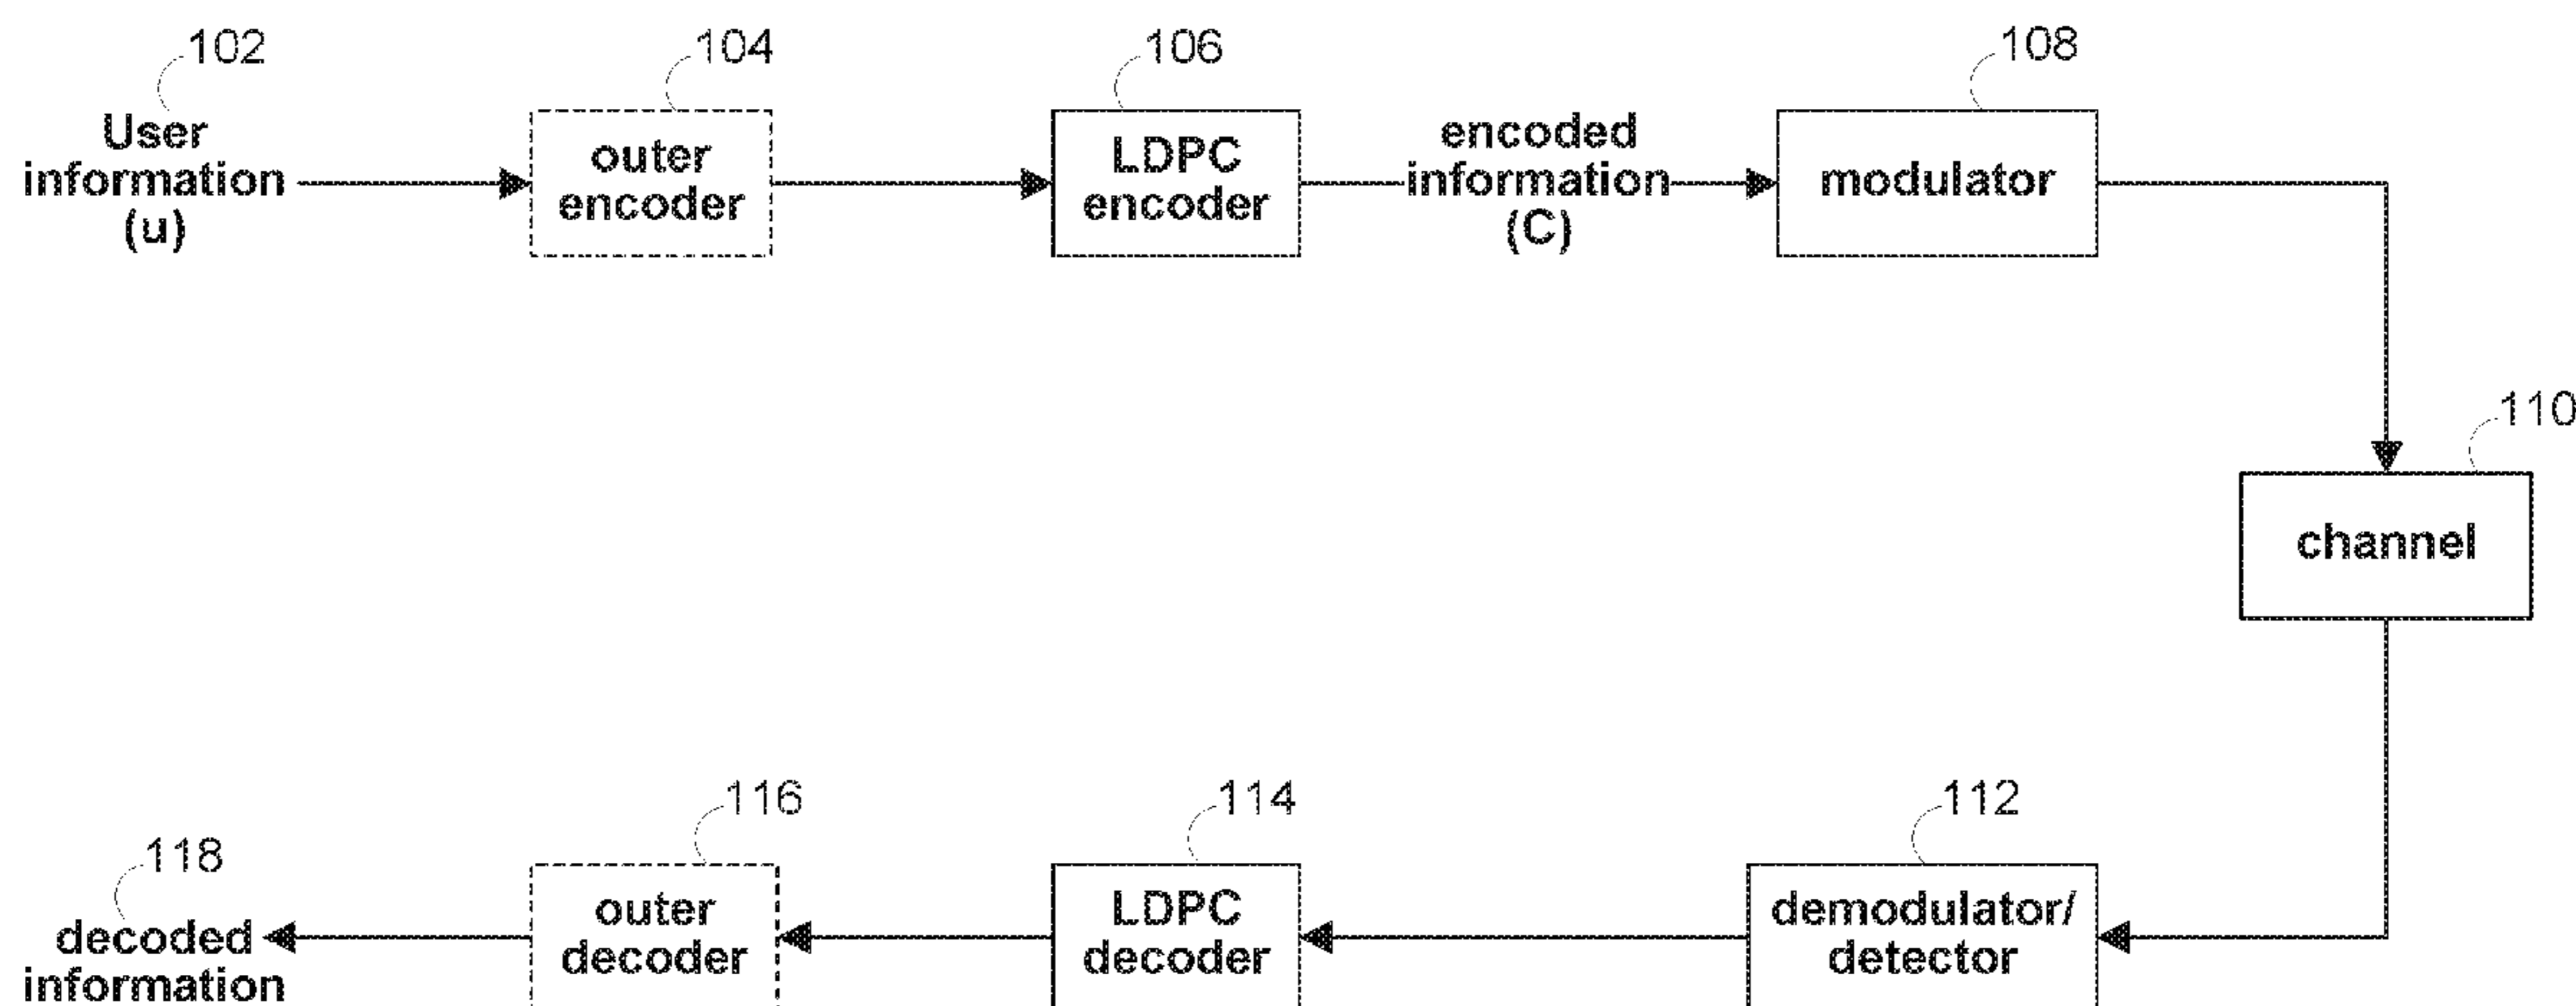 102
104
106
108
User
information
(u)
outer
encoder
LDPC
encoder
encoded
information
(C)
modulator
110
channel
118
116
114
112
decoded
information
outer
decoder
LDPC
decoder
demodulator/
detector